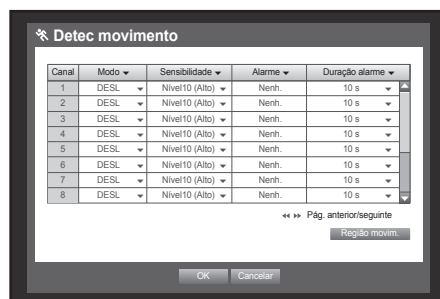 Detec movimento
Canal Modo Sensibilidade Alarme Duração alarme
1 DESL Nível10 (Alto) Nenh. 10 s
2 DESL Nível10 (Alto) Nenh. 10 s
3 DESL Nível10 (Alto) Nenh. 10 s
4 DESL Nível10 (Alto) Nenh. 10 s
5 DESL Nível10 (Alto) Nenh. 10 s
6 DESL Nível10 (Alto) Nenh. 10 s
7 DESL Nível10 (Alto) Nenh. 10 s
8 DESL Nível10 (Alto) Nenh. 10 s
Pág. anterior/seguinte
Região movim.
OK Cancelar